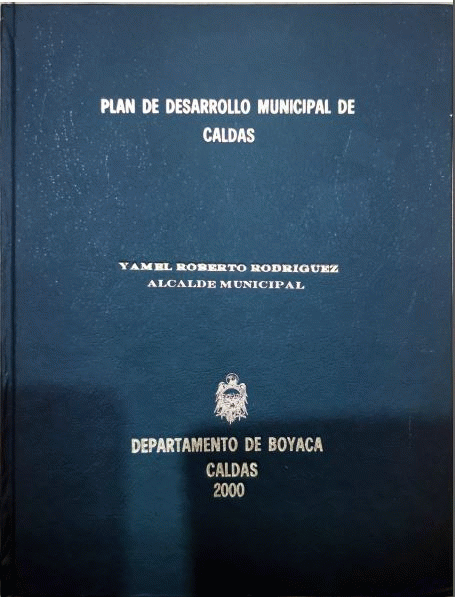 PLAN DE DESARROLLO MUNICIPAL DE
CALDAS
YAMEL ROBERTO RODRIGUEZ
ALCALDE MUNICIPAL
DEPARTAMENTO DE BOYACA
CALDAS
2000